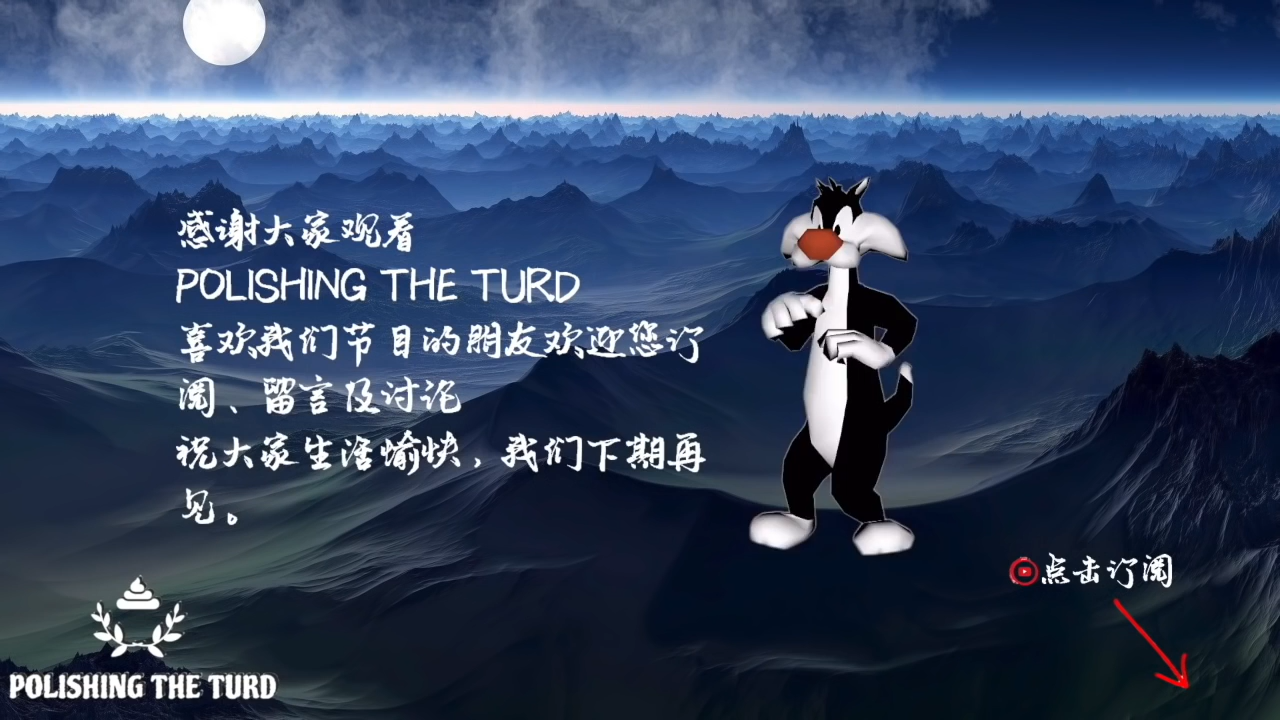 感谢大家观看
POLISHING THE TURD
喜欢我们节目的朋友欢迎您订
阅、留言及讨论
祝大家生活愉快，我们下期再
见。
点击订阅
POLISHING THE TURD